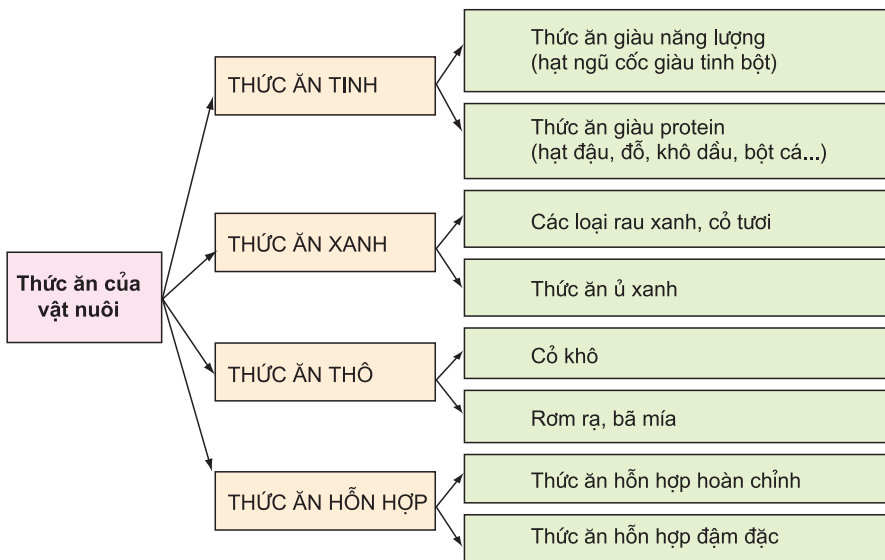 Thức ăn của
vật nuôi
THỨC ĂN TINH
Thức ăn giàu năng lượng
(hạt ngũ cốc giàu tinh bột)
Thức ăn giàu protein
(hạt đậu, đỗ, khô dầu, bột cá...)
THỨC ĂN XANH
Các loại rau xanh, cỏ tươi
Thức ăn ủ xanh
THỨC ĂN THÔ
Cỏ khô
Rơm rạ, bã mía
THỨC ĂN HỖN HỢP
Thức ăn hỗn hợp hoàn chỉnh
Thức ăn hỗn hợp đậm đặc